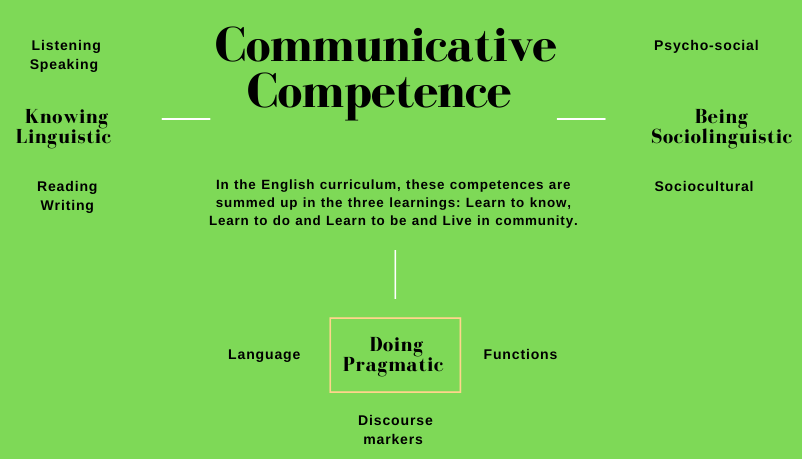 Communicative
Competence
Listening
Speaking
Knowing
Linguistic
Reading
Writing
Psycho-social
Being
Sociolinguistic
Sociocultural
In the English curriculum, these competences are
summed up in the three learnings: Learn to know,
Learn to do and Learn to be and Live in community.
Language
Doing
Pragmatic
Functions
Discourse
markers